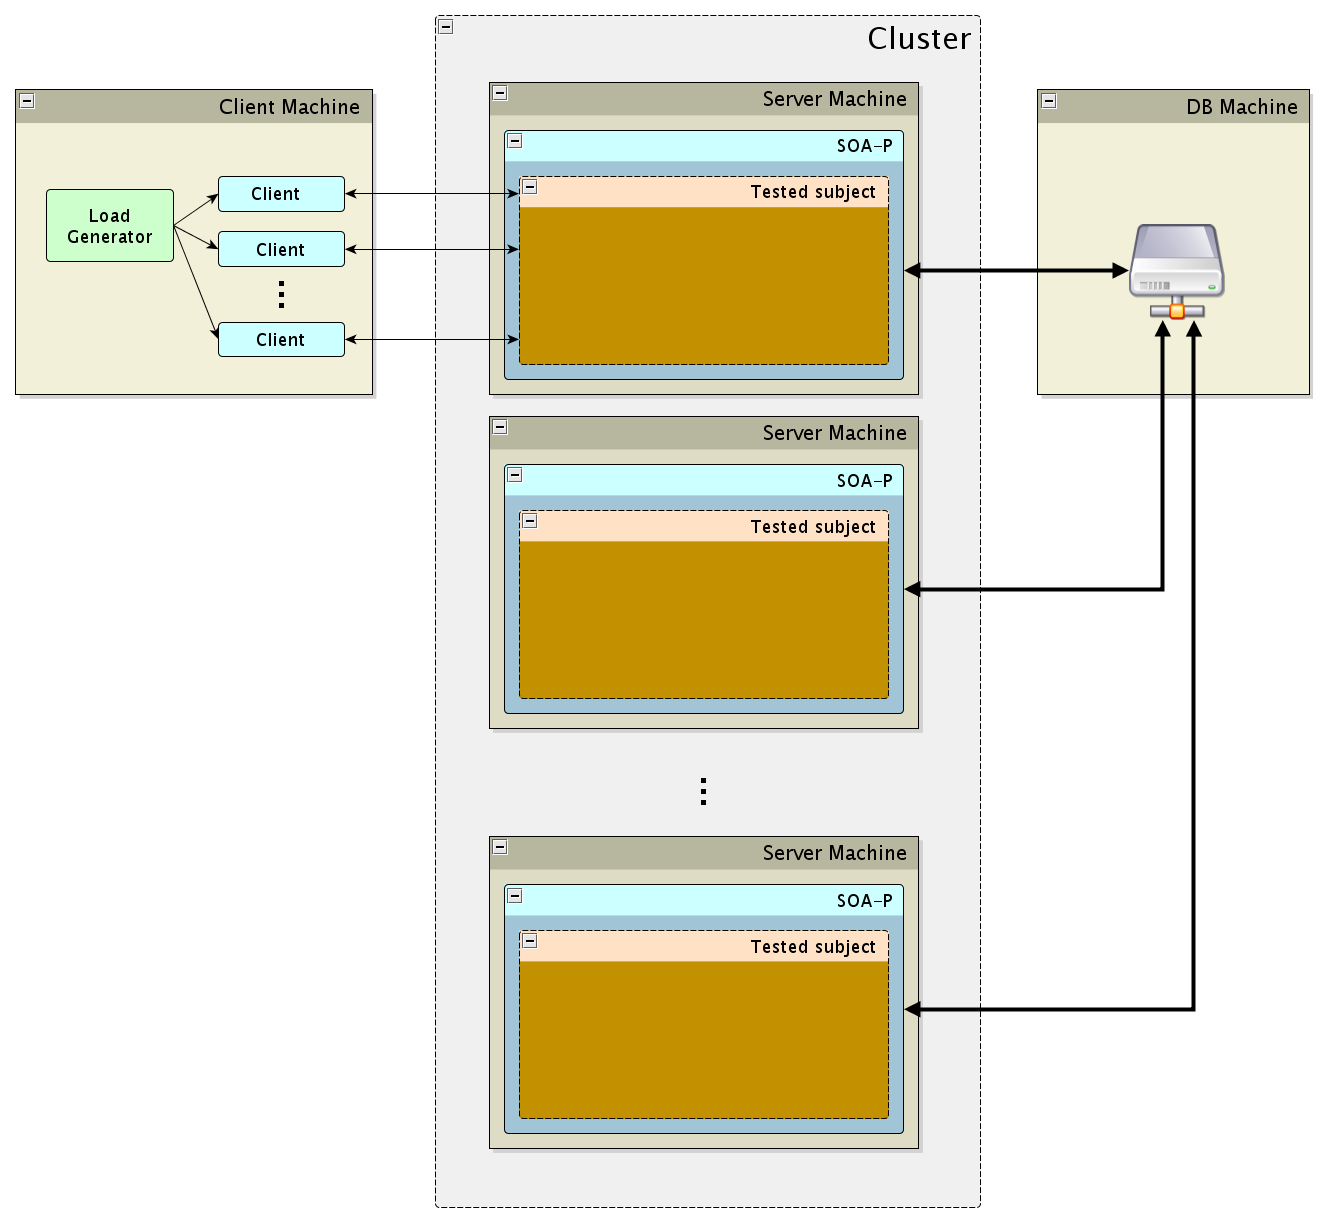 Cluster
Client Machine
Load
Generator
Client
Client
Client
Server Machine
SOA-P
Tested subject
Server Machine
SOA-P
Tested subject
Server Machine
SOA-P
Tested subject
DB Machine